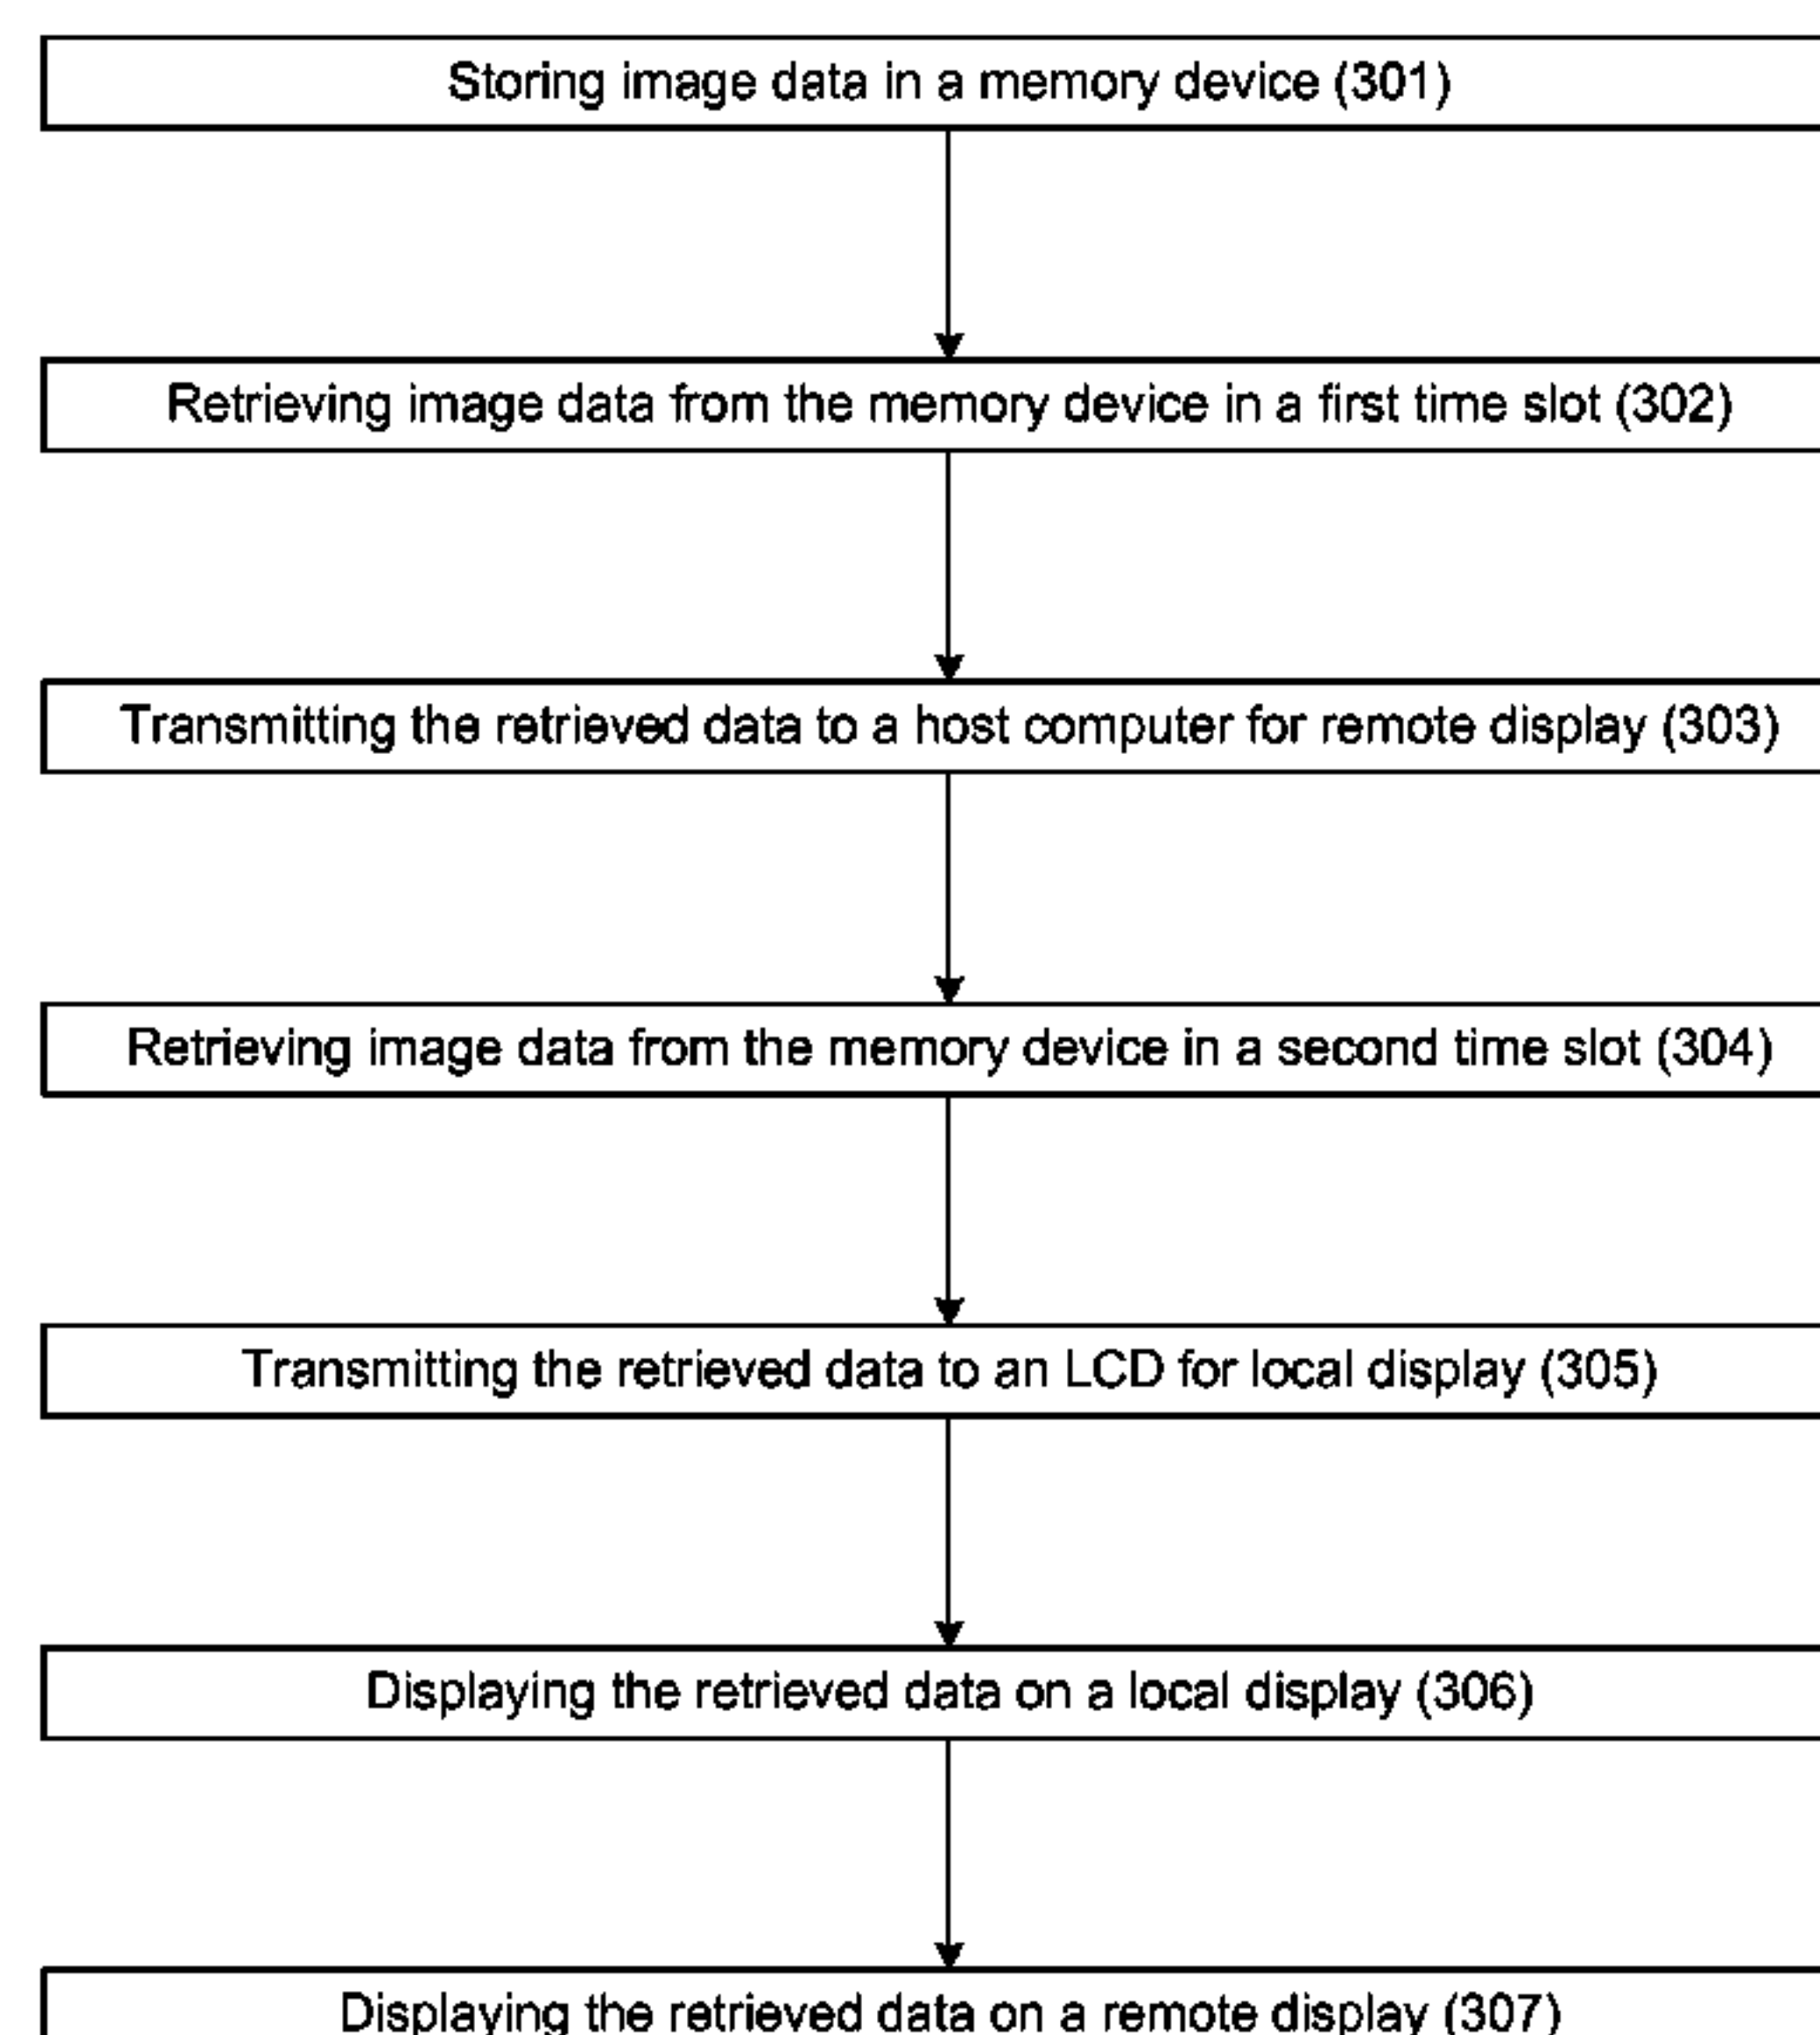 Storing image data in a memory device (301)
Retrieving image data from the memory device in a first time slot (302)
Transmitting the retrieved data to a host computer for remote display (303)
Retrieving image data from the memory device in a second time slot (304)
Transmitting the retrieved data to an LCD for local display (305)
Displaying the retrieved data on a local display (306)
Displaying the retrieved data on a remote display (307)